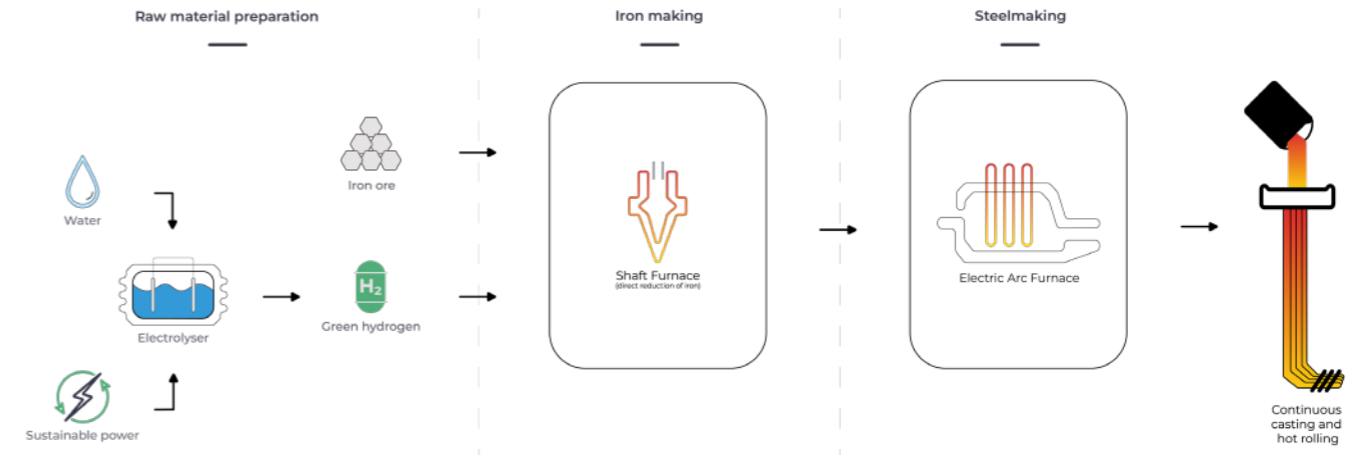 Raw material preparation
Iron making
Steelmaking
Iron ore
Water
H₂
Green hydrogen
Electrolyser
Sustainable power
Shaft Furnace
(direct reduction of iron)
Electric Arc Furnace
Continuous
casting and
hot rolling